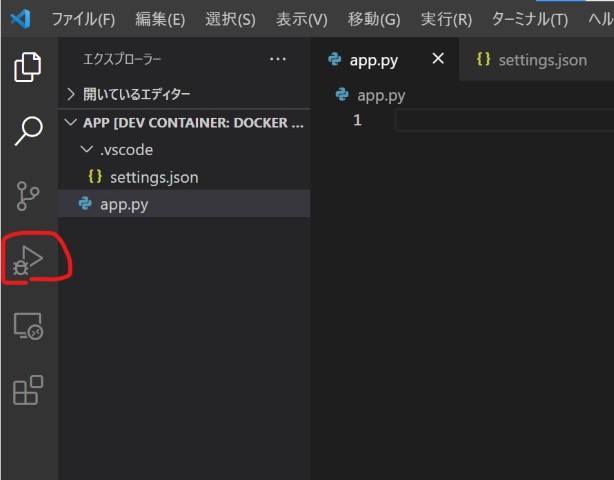 ファイル(F) 編集(E) 選択(S) 表示(V) 移動(G) 実行(R) ターミナル(T) ヘル
エクスプローラー ···
app.py × {} settings.json
開いているエディター
app.py
APP [DEV CONTAINER: DOCKER ...
1
.vscode
{} settings.json
app.py